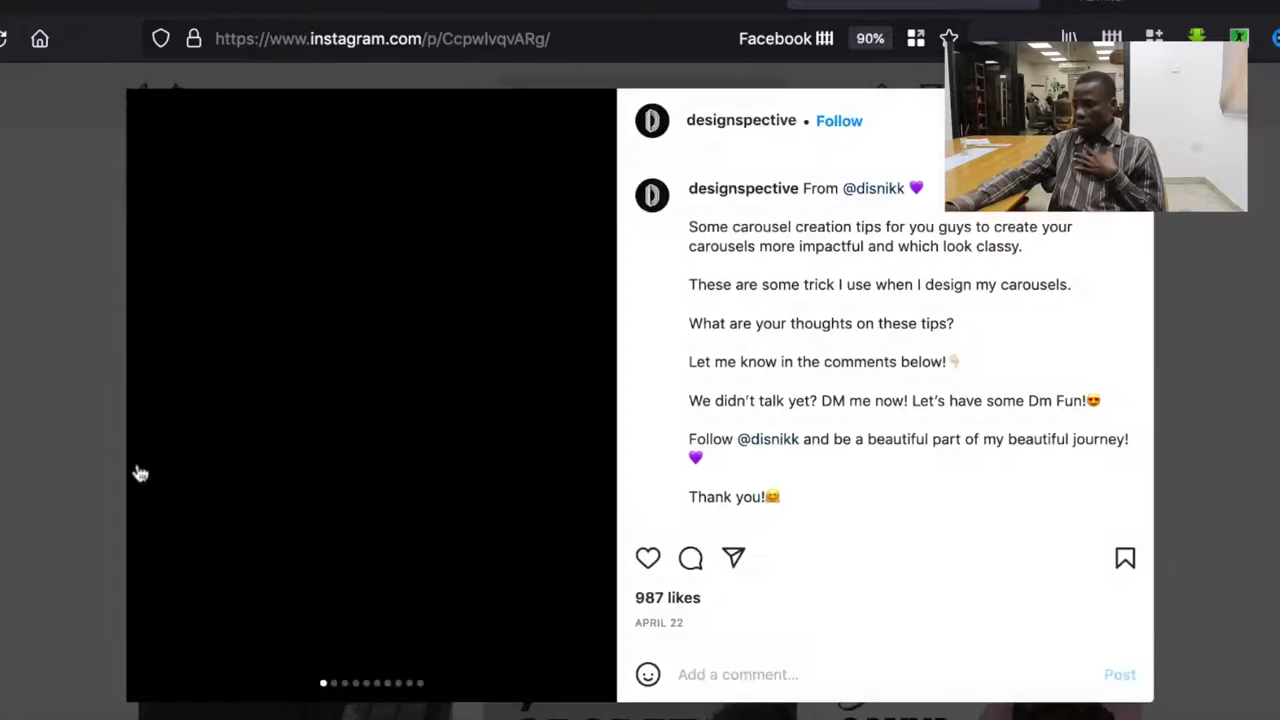 https://www.instagram.com/p/CcpwlvqvARg/
Facebook
90%
designspective • Follow
designspective From @disnikk 💜
Some carousel creation tips for you guys to create your
carousels more impactful and which look classy.
These are some trick I use when I design my carousels.
What are your thoughts on these tips?
Let me know in the comments below!👇🏻
We didn't talk yet? DM me now! Let's have some Dm Fun!😍
Follow @disnikk and be a beautiful part of my beautiful journey!
💜
Thank you!🤗
987 likes
APRIL 22
Add a comment...
Post